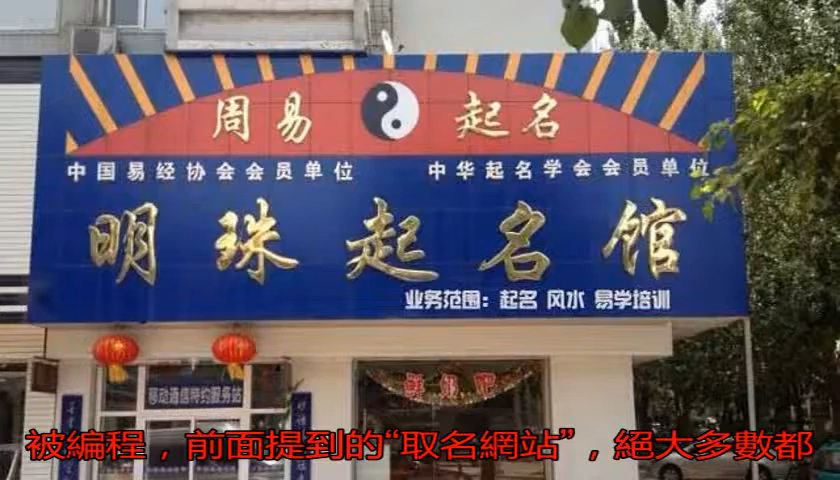 周易 起名
中国易经协会会员单位 中华起名学会会员单位
明珠起名馆
业务范围：起名 风水 易学培训
移动通信特约服务站
被編程，前面提到的“取名網站”，絕大多數都